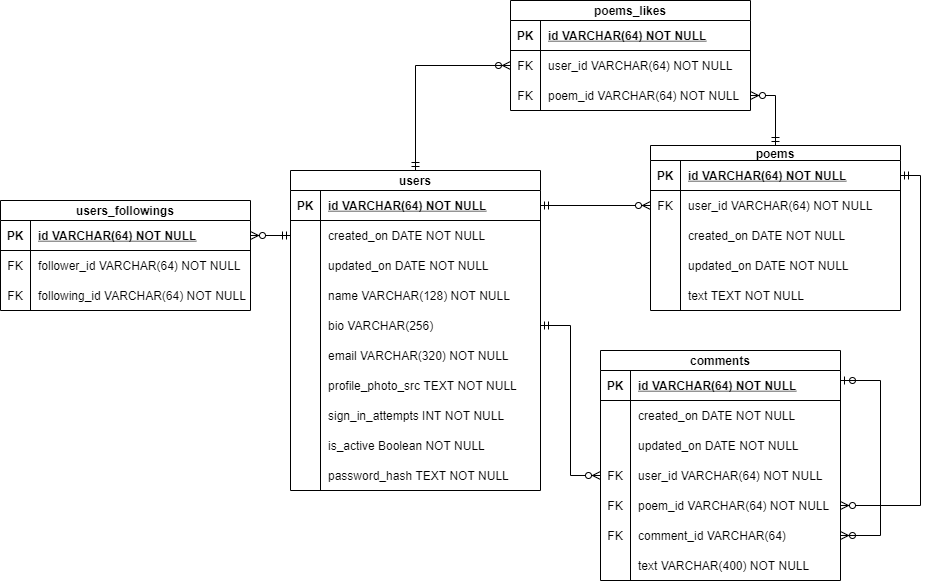 poems_likes
PK id VARCHAR(64) NOT NULL
FK user_id VARCHAR(64) NOT NULL
FK poem_id VARCHAR(64) NOT NULL
poems
PK id VARCHAR(64) NOT NULL
FK user_id VARCHAR(64) NOT NULL
created_on DATE NOT NULL
updated_on DATE NOT NULL
text TEXT NOT NULL
users
PK id VARCHAR(64) NOT NULL
created_on DATE NOT NULL
updated_on DATE NOT NULL
name VARCHAR(128) NOT NULL
bio VARCHAR(256)
email VARCHAR(320) NOT NULL
profile_photo_src TEXT NOT NULL
sign_in_attempts INT NOT NULL
is_active Boolean NOT NULL
password_hash TEXT NOT NULL
users_followings
PK id VARCHAR(64) NOT NULL
FK follower_id VARCHAR(64) NOT NULL
FK following_id VARCHAR(64) NOT NULL
comments
PK id VARCHAR(64) NOT NULL
created_on DATE NOT NULL
updated_on DATE NOT NULL
FK user_id VARCHAR(64) NOT NULL
FK poem_id VARCHAR(64) NOT NULL
FK comment_id VARCHAR(64)
text VARCHAR(400) NOT NULL